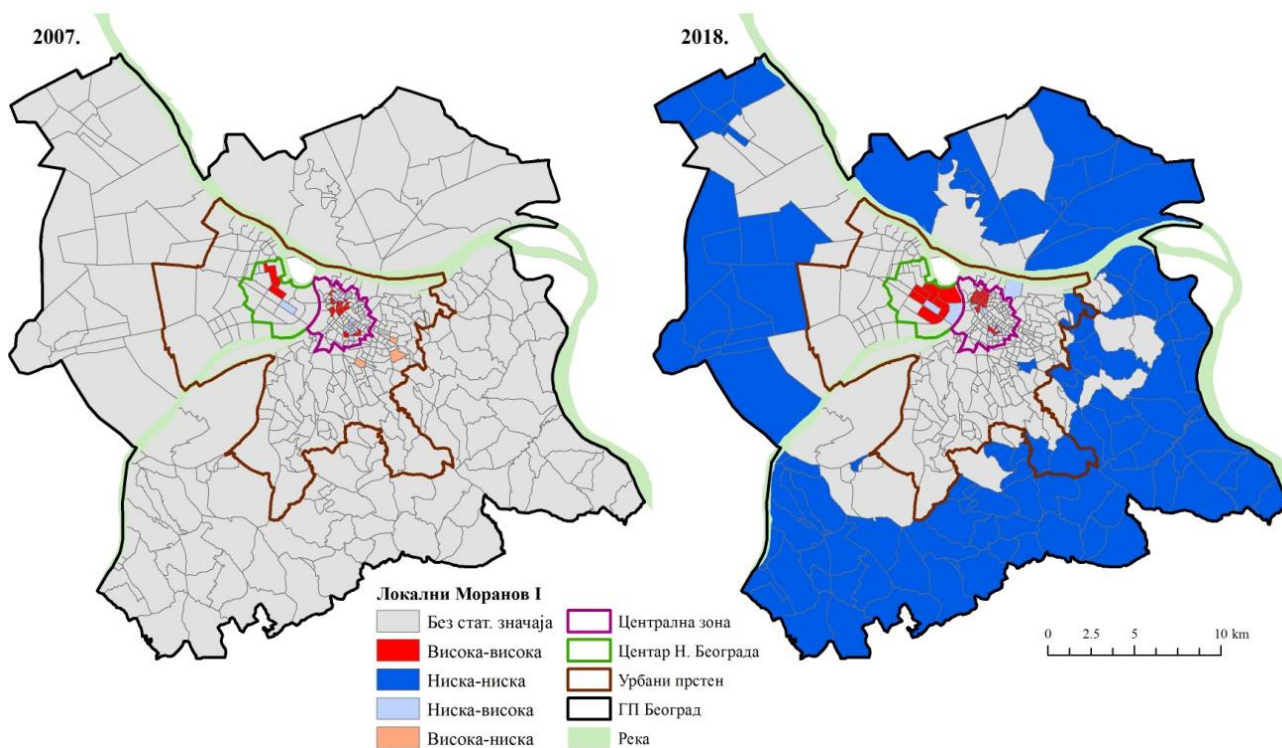 2007.
2018.
Локални Моранов I
Без стат. значаја
Висока-висока
Ниска-ниска
Ниска-висока
Висока-ниска
Централна зона
Центар Н. Београда
Урбани прстен
ГП Београд
Река
0 2.5 5 10 km